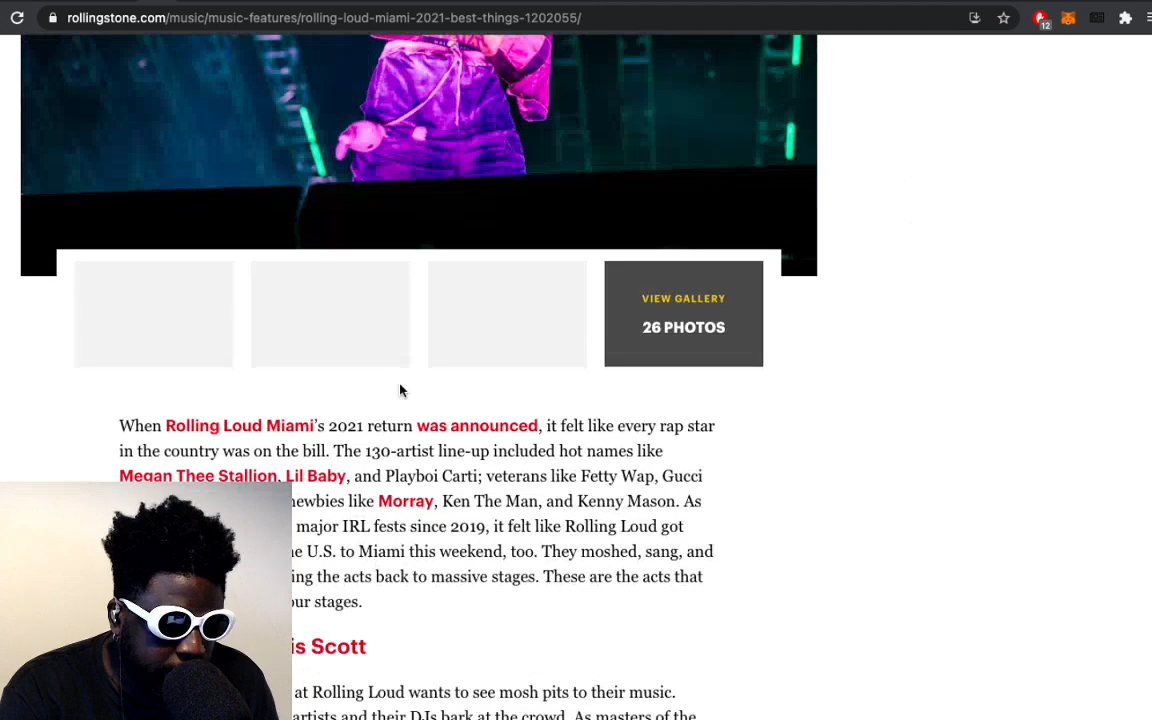 rollingstone.com/music/music-features/rolling-loud-miami-2021-best-things-1202055/
12
VIEW GALLERY
26 PHOTOS
When Rolling Loud Miami's 2021 return was announced, it felt like every rap star
in the country was on the bill. The 130-artist line-up included hot names like
Megan Thee Stallion, Lil Baby, and Playboi Carti; veterans like Fetty Wap, Gucci
newbies like Morray, Ken The Man, and Kenny Mason. As
major IRL fests since 2019, it felt like Rolling Loud got
U.S. to Miami this weekend, too. They moshed, sang, and
the acts back to massive stages. These are the acts that
stages.
Scott
at Rolling Loud wants to see mosh pits to their music.
artists and their DJs bark at the crowd. As masters of the